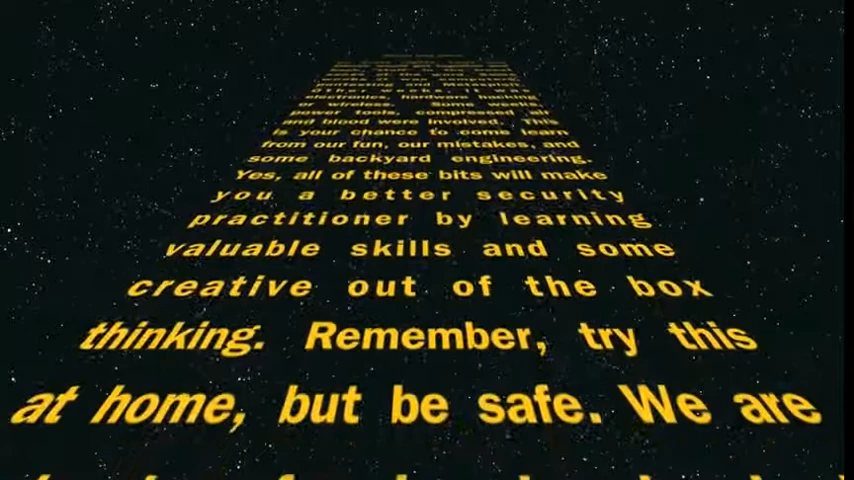 electronics, hardware hacking
or wireless. Some weeks
power tools, compressed air
and blood were involved. This
is your chance to come learn
from our fun, our mistakes, and
some backyard engineering.
Yes, all of these bits will make
you a better security
practitioner by learning
valuable skills and some
creative out of the box
thinking. Remember, try this
at home, but be safe. We are